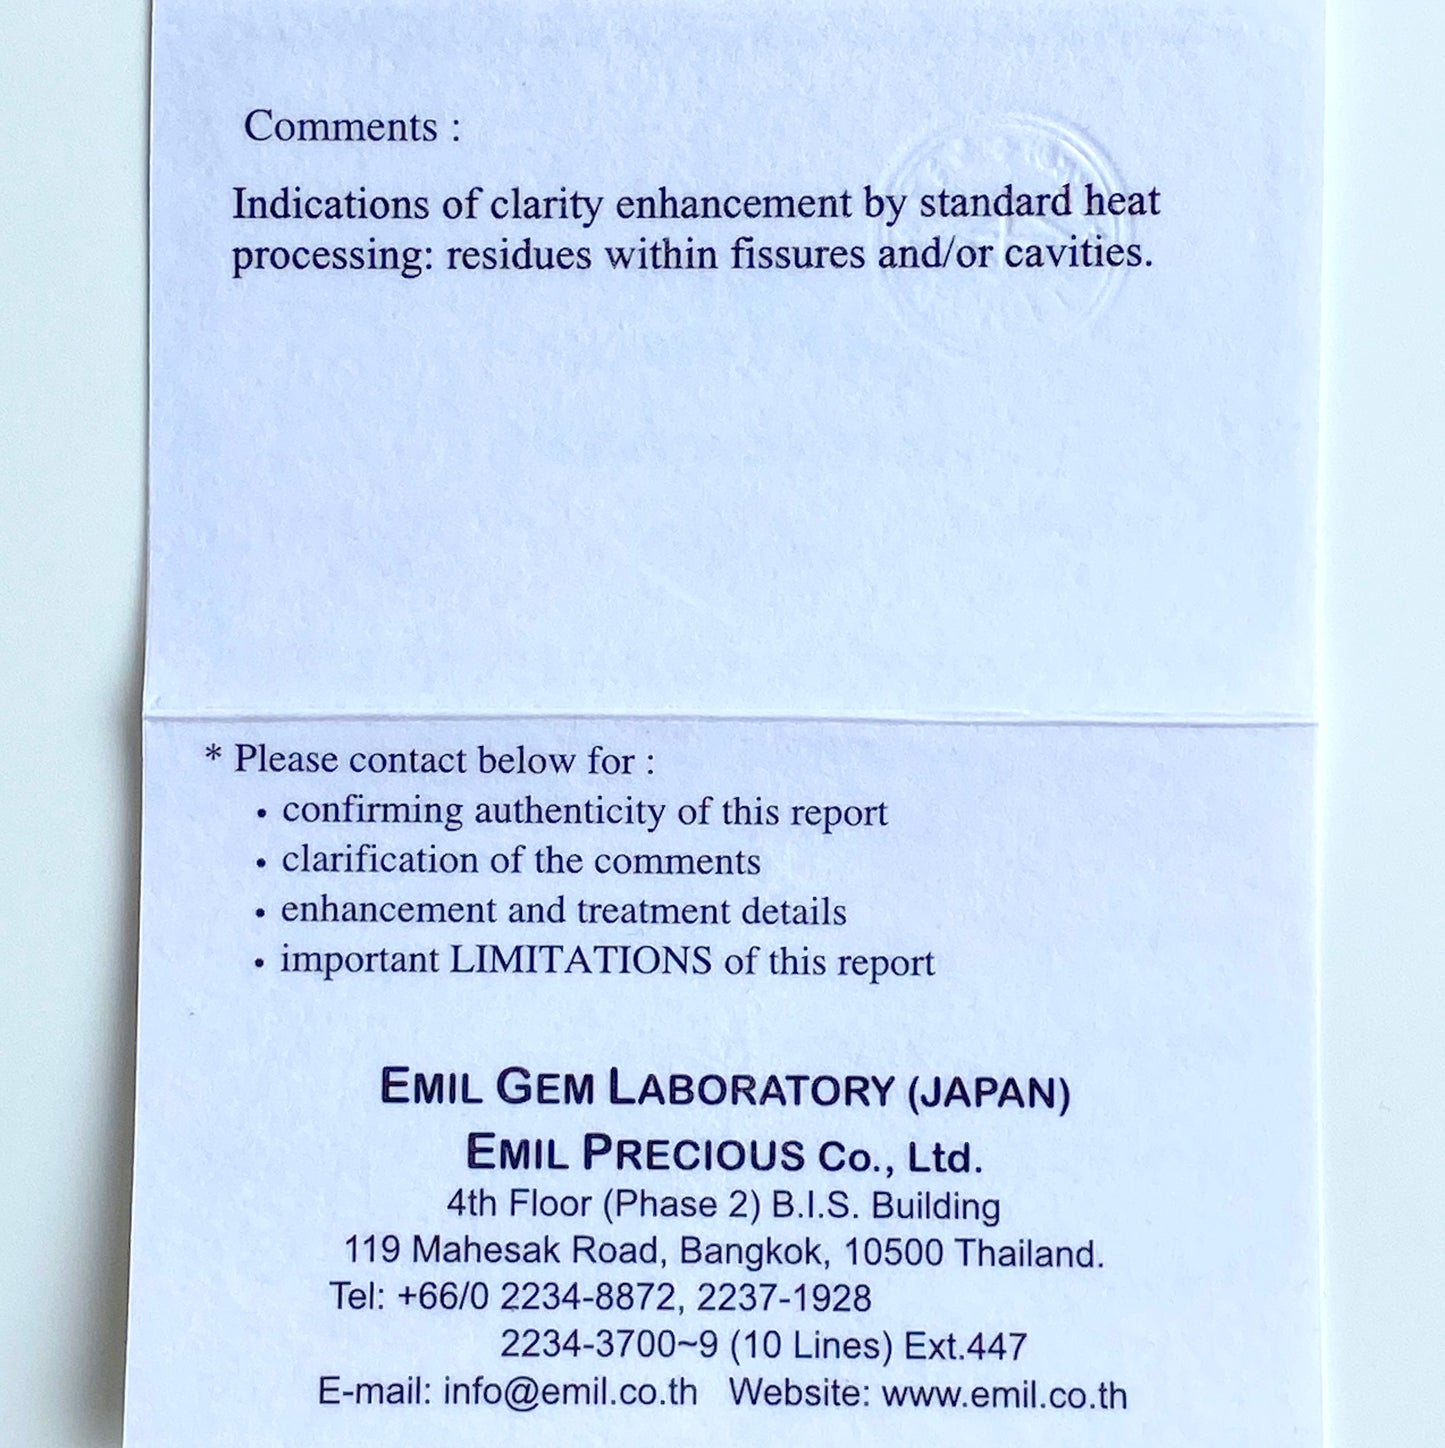 Comments :
Indications of clarity enhancement by standard heat
processing: residues within fissures and/or cavities.
* Please contact below for :
• confirming authenticity of this report
• clarification of the comments
• enhancement and treatment details
• important LIMITATIONS of this report
EMIL GEM LABORATORY (JAPAN)
EMIL PRECIOUS Co., Ltd.
4th Floor (Phase 2) B.I.S. Building
119 Mahesak Road, Bangkok, 10500 Thailand.
Tel: +66/0 2234-8872, 2237-1928
2234-3700~9 (10 Lines) Ext.447
E-mail: info@emil.co.th Website: www.emil.co.th